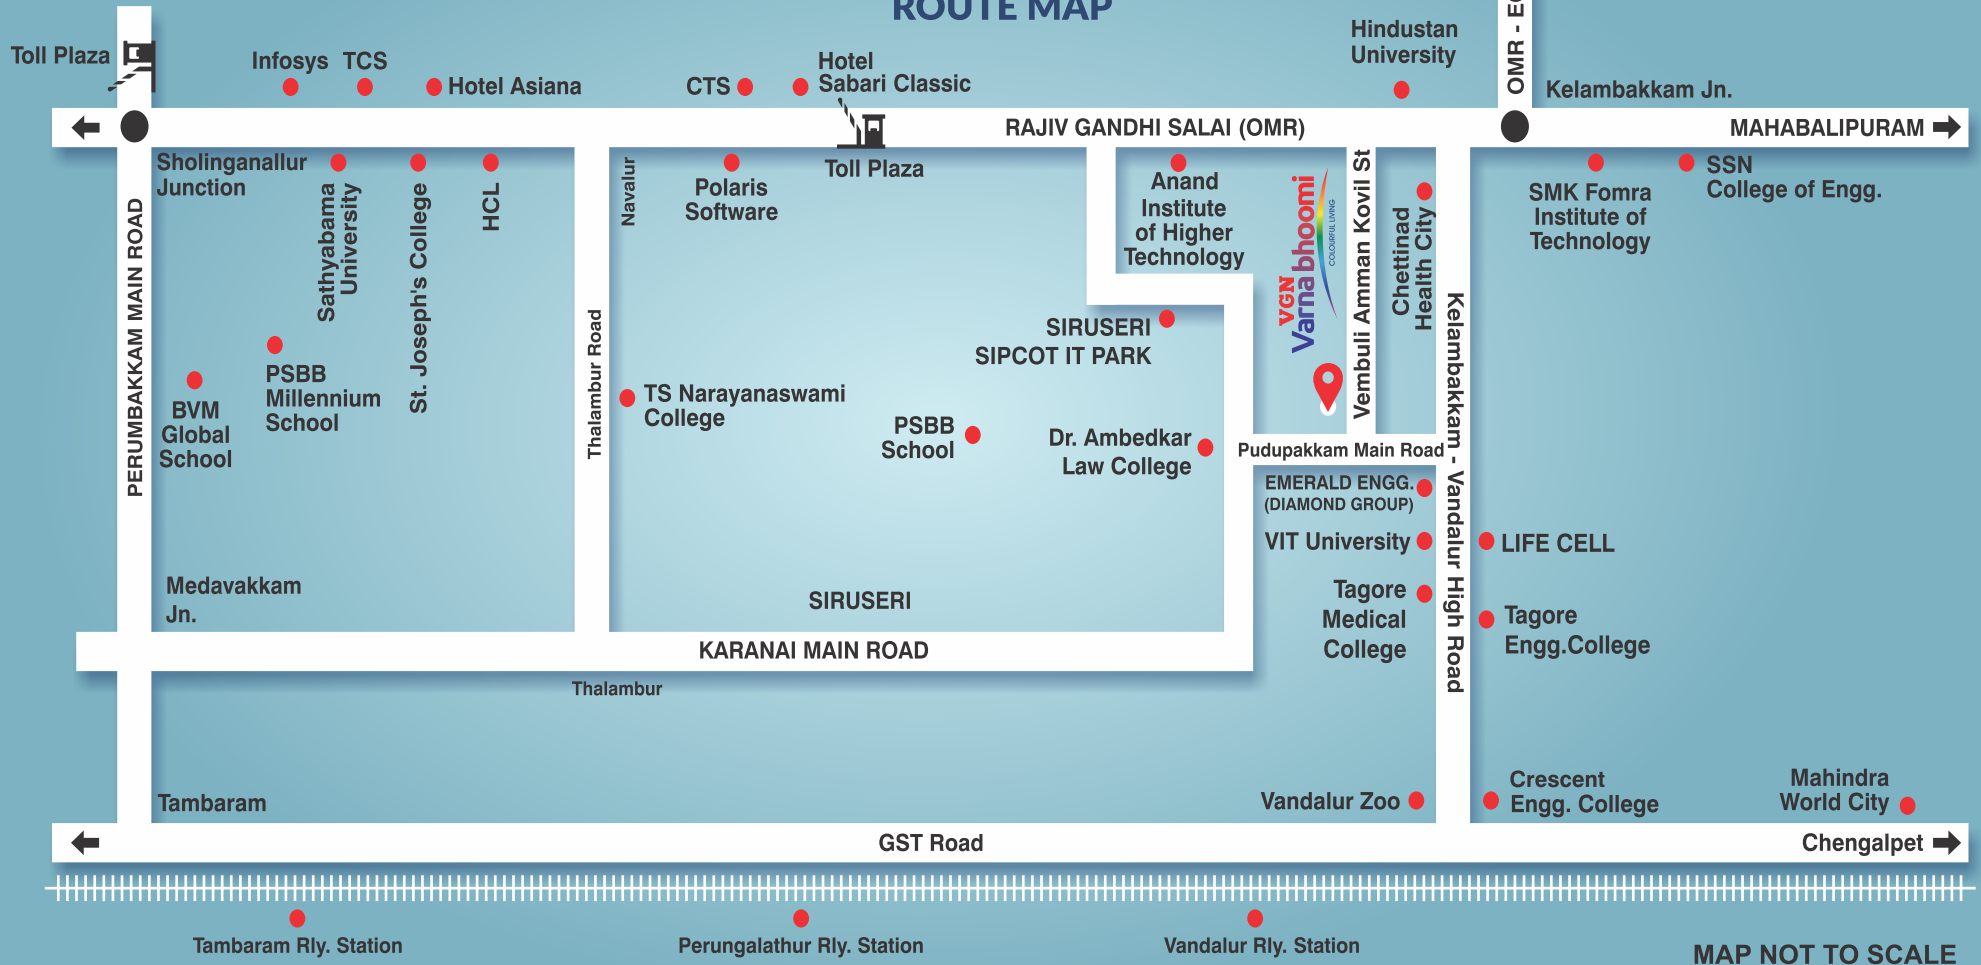 ROUTE MAP
Toll Plaza
Infosys
TCS
Hotel Asiana
CTS
Hotel
Sabari Classic
Hindustan
University
OMR -
Kelambakkam Jn.
RAJIV GANDHI SALAI (OMR)
MAHABALIPURAM
Sholinganallur
Junction
Sathyabama
University
St. Joseph's College
HCL
Navalur
Polaris
Software
Toll Plaza
Anand
Institute
of Higher
Technology
VGN
Varnabhoomi
COLOURFUL LIVING
Vembuli Amman Kovil St
Chettinad
Health City
SMK Fomra
Institute of
Technology
SSN
College of Engg.
PERUMBAKKAM MAIN ROAD
BVM
Global
School
PSBB
Millennium
School
Thalambur Road
TS Narayanaswami
College
SIRUSERI
SIPCOT IT PARK
PSBB
School
Dr. Ambedkar
Law College
Pudupakkam Main Road
Kelambakkam - Vandalur High Road
EMERALD ENGG.
(DIAMOND GROUP)
VIT University
LIFE CELL
Tagore
Medical
College
Tagore
Engg.College
Medavakkam
Jn.
SIRUSERI
KARANAI MAIN ROAD
Thalambur
Tambaram
Vandalur Zoo
Crescent
Engg. College
Mahindra
World City
GST Road
Chengalpet
Tambaram Rly. Station
Perungalathur Rly. Station
Vandalur Rly. Station
MAP NOT TO SCALE